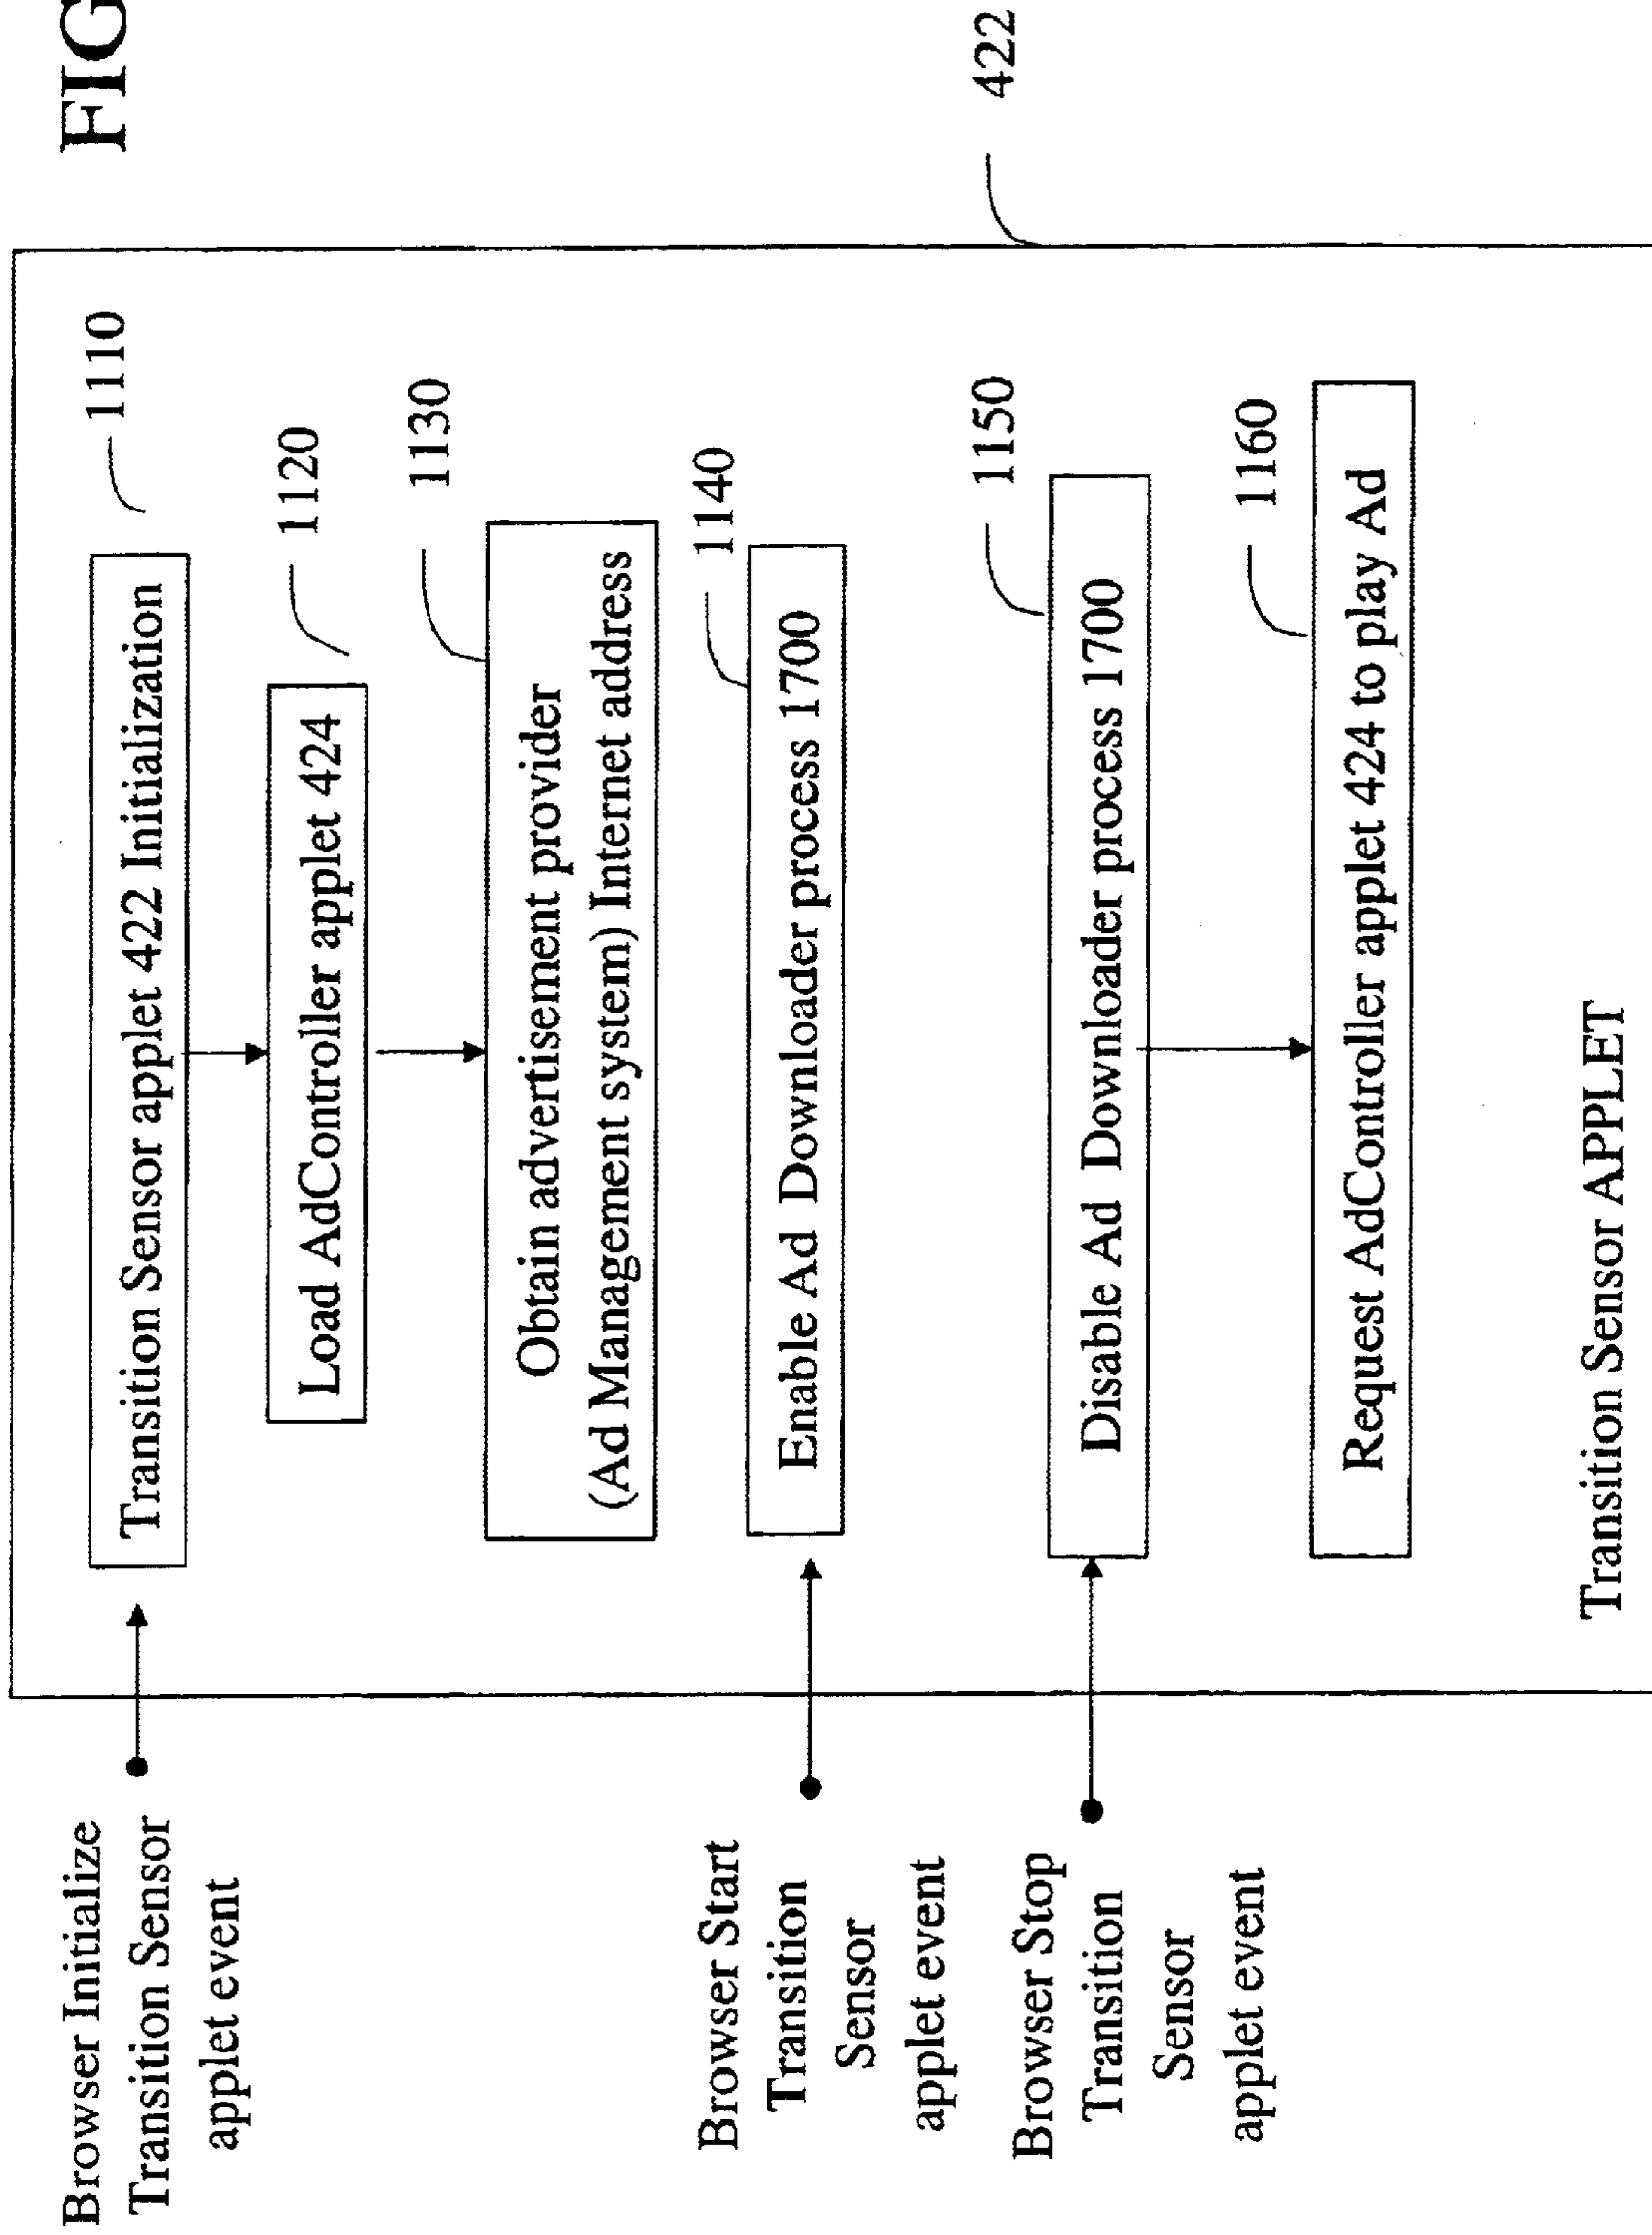 FIG
Browser Initialize
Transition Sensor
applet event
Transition Sensor applet 422 Initialization
1110
Load AdController applet 424
1120
Obtain advertisement provider
(Ad Management system) Internet address
1130
Browser Start
Transition
Sensor
applet event
Enable Ad Downloader process 1700
1140
Browser Stop
Transition
Sensor
applet event
Disable Ad Downloader process 1700
1150
422
Request AdController applet 424 to play Ad
1160
Transition Sensor APPLET